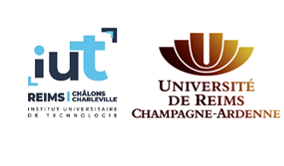 iut
REIMS | CHÂLONS
CHARLEVILLE
INSTITUT UNIVERSITAIRE
DE TECHNOLOGIE
UNIVERSITÉ
DE REIMS
CHAMPAGNE-ARDENNE